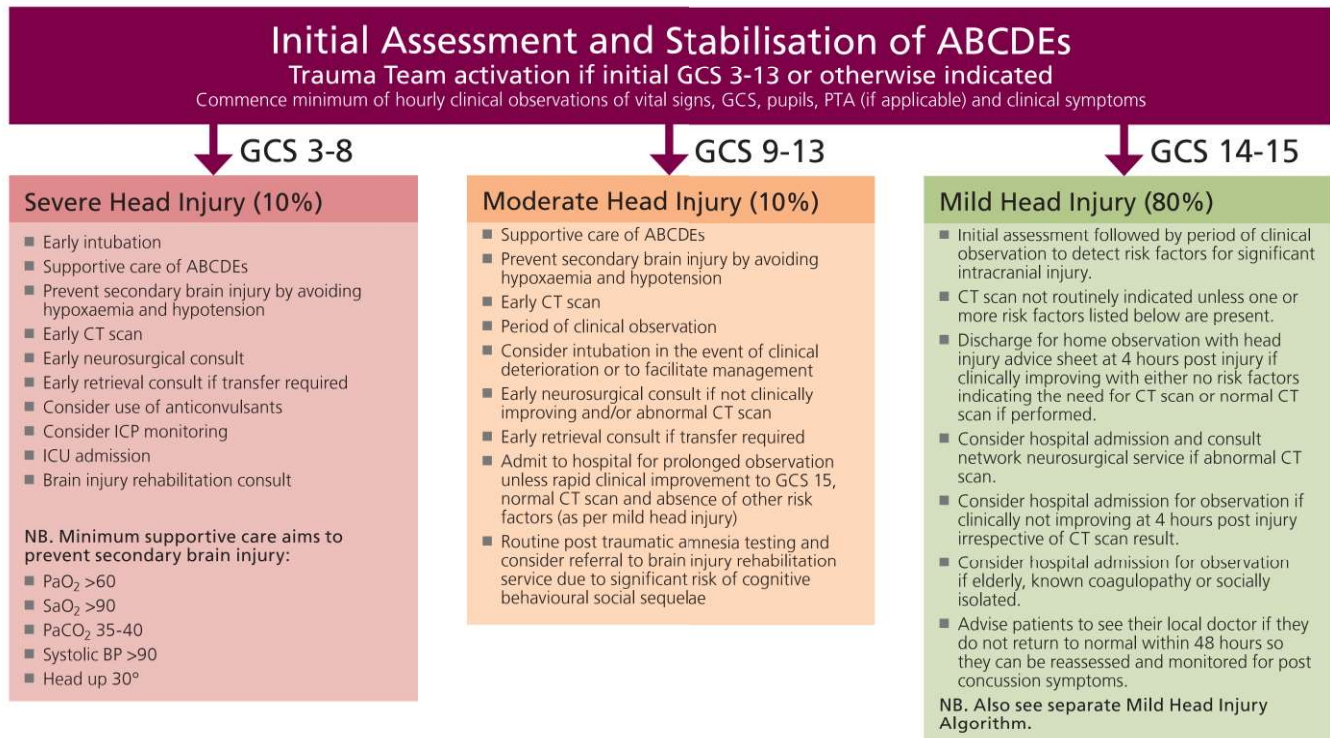 Initial Assessment and Stabilisation of ABCDEs
Trauma Team activation if initial GCS 3-13 or otherwise indicated
Commence minimum of hourly clinical observations of vital signs, GCS, pupils, PTA (if applicable) and clinical symptoms
GCS 3-8
Severe Head Injury (10%)
■ Early intubation
■ Supportive care of ABCDEs
■ Prevent secondary brain injury by avoiding
hypoxaemia and hypotension
■ Early CT scan
■ Early neurosurgical consult
■ Early retrieval consult if transfer required
■ Consider use of anticonvulsants
■ Consider ICP monitoring
■ ICU admission
■ Brain injury rehabilitation consult
NB. Minimum supportive care aims to
prevent secondary brain injury:
■ PaO₂ >60
■ SaO₂ >90
■ PaCO₂ 35-40
■ Systolic BP >90
■ Head up 30°
GCS 9-13
Moderate Head Injury (10%)
■ Supportive care of ABCDEs
■ Prevent secondary brain injury by avoiding
hypoxaemia and hypotension
■ Early CT scan
■ Period of clinical observation
■ Consider intubation in the event of clinical
deterioration or to facilitate management
■ Early neurosurgical consult if not clinically
improving and/or abnormal CT scan
■ Early retrieval consult if transfer required
■ Admit to hospital for prolonged observation
unless rapid clinical improvement to GCS 15,
normal CT scan and absence of other risk
factors (as per mild head injury)
■ Routine post traumatic amnesia testing and
consider referral to brain injury rehabilitation
service due to significant risk of cognitive
behavioural social sequelae
GCS 14-15
Mild Head Injury (80%)
■ Initial assessment followed by period of clinical
observation to detect risk factors for significant
intracranial injury.
■ CT scan not routinely indicated unless one or
more risk factors listed below are present.
■ Discharge for home observation with head
injury advice sheet at 4 hours post injury if
clinically improving with either no risk factors
indicating the need for CT scan or normal CT
scan if performed.
■ Consider hospital admission and consult
network neurosurgical service if abnormal CT
scan.
■ Consider hospital admission for observation if
clinically not improving at 4 hours post injury
irrespective of CT scan result.
■ Consider hospital admission for observation
if elderly, known coagulopathy or socially
isolated.
■ Advise patients to see their local doctor if they
do not return to normal within 48 hours so
they can be reassessed and monitored for post
concussion symptoms.
NB. Also see separate Mild Head Injury
Algorithm.